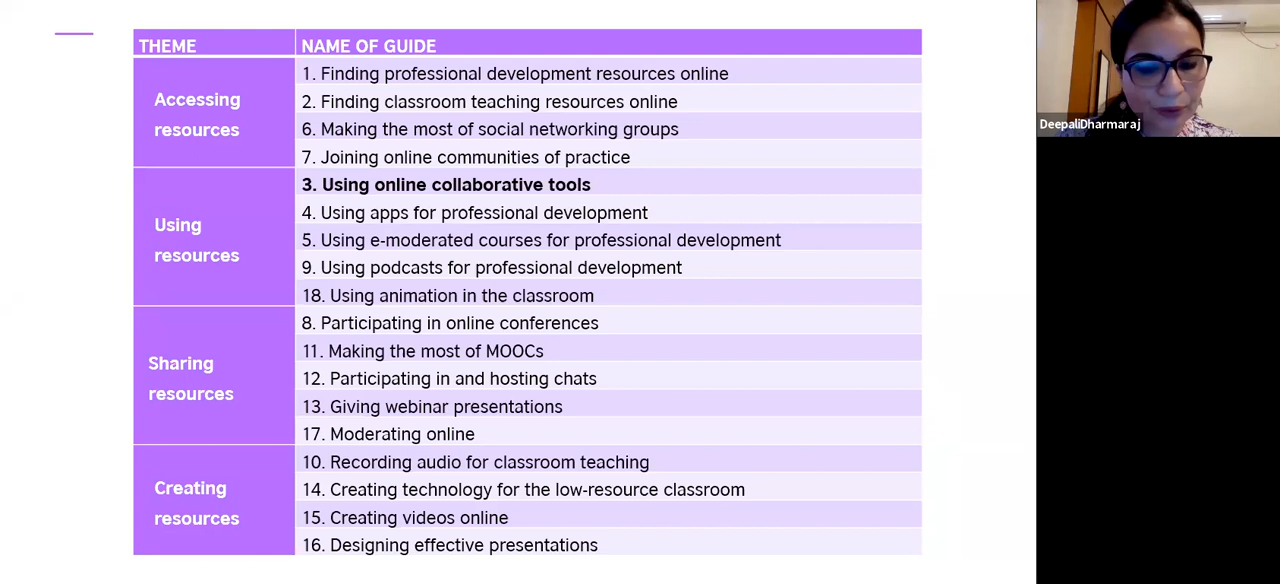 THEME
NAME OF GUIDE
Accessing
resources
1. Finding professional development resources online
2. Finding classroom teaching resources online
6. Making the most of social networking groups
7. Joining online communities of practice
Using
resources
3. Using online collaborative tools
4. Using apps for professional development
5. Using e-moderated courses for professional development
9. Using podcasts for professional development
18. Using animation in the classroom
Sharing
resources
8. Participating in online conferences
11. Making the most of MOOCs
12. Participating in and hosting chats
13. Giving webinar presentations
17. Moderating online
Creating
resources
10. Recording audio for classroom teaching
14. Creating technology for the low-resource classroom
15. Creating videos online
16. Designing effective presentations
DeepaliDharmaraj